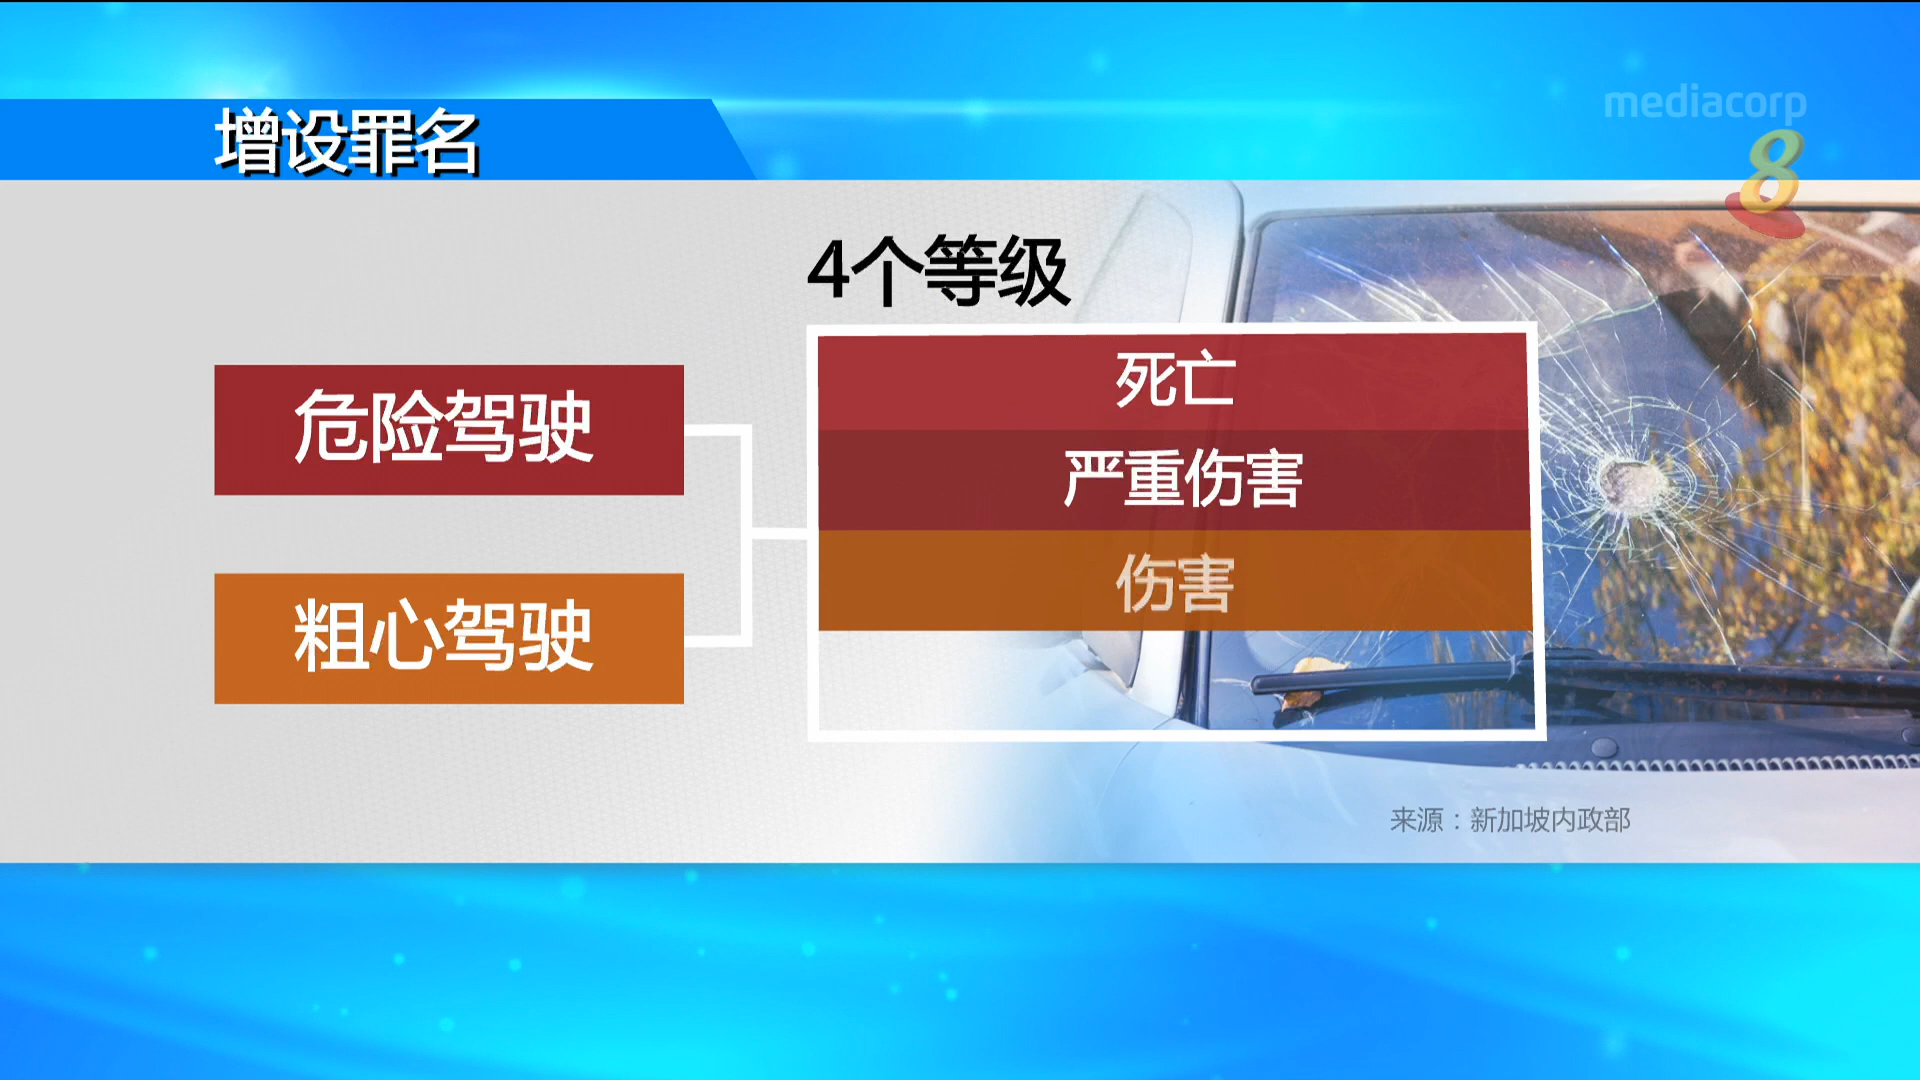 mediacorp
8
增设罪名
4个等级
危险驾驶
粗心驾驶
死亡
严重伤害
伤害
来源：新加坡内政部